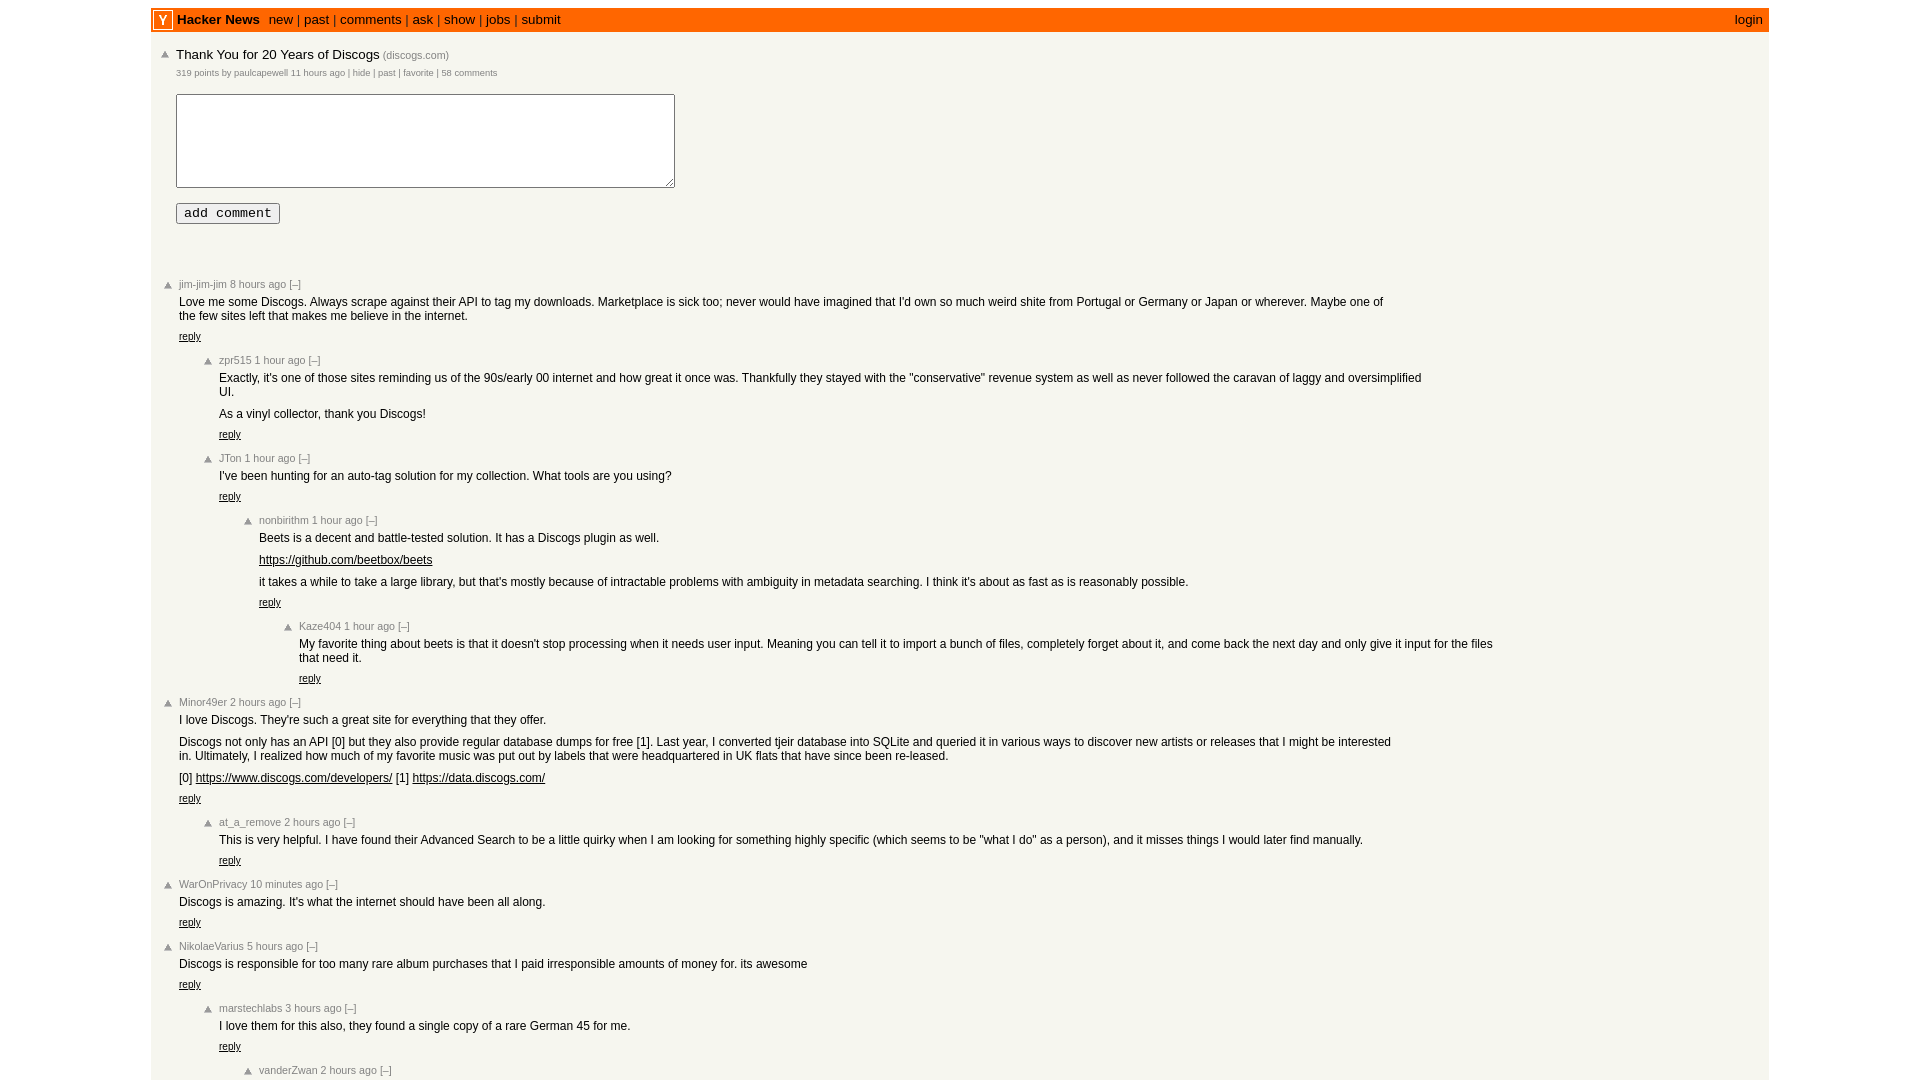 Y Hacker News new | past | comments | ask | show | jobs | submit login
Thank You for 20 Years of Discogs (discogs.com)
319 points by paulcapewell 11 hours ago | hide | past | favorite | 58 comments
add comment
jim-jim-jim 8 hours ago [–]
Love me some Discogs. Always scrape against their API to tag my downloads. Marketplace is sick too; never would have imagined that I'd own so much weird shite from Portugal or Germany or Japan or wherever. Maybe one of
the few sites left that makes me believe in the internet.
reply
zpr515 1 hour ago [–]
Exactly, it's one of those sites reminding us of the 90s/early 00 internet and how great it once was. Thankfully they stayed with the "conservative" revenue system as well as never followed the caravan of laggy and oversimplified
UI.
As a vinyl collector, thank you Discogs!
reply
JTon 1 hour ago [–]
I've been hunting for an auto-tag solution for my collection. What tools are you using?
reply
nonbirithm 1 hour ago [–]
Beets is a decent and battle-tested solution. It has a Discogs plugin as well.
https://github.com/beetbox/beets
it takes a while to take a large library, but that's mostly because of intractable problems with ambiguity in metadata searching. I think it's about as fast as is reasonably possible.
reply
Kaze404 1 hour ago [–]
My favorite thing about beets is that it doesn't stop processing when it needs user input. Meaning you can tell it to import a bunch of files, completely forget about it, and come back the next day and only give it input for the files
that need it.
reply
Minor49er 2 hours ago [–]
I love Discogs. They're such a great site for everything that they offer.
Discogs not only has an API [0] but they also provide regular database dumps for free [1]. Last year, I converted tjeir database into SQLite and queried it in various ways to discover new artists or releases that I might be interested
in. Ultimately, I realized how much of my favorite music was put out by labels that were headquartered in UK flats that have since been re-leased.
[0] https://www.discogs.com/developers/ [1] https://data.discogs.com/
reply
at_a_remove 2 hours ago [–]
This is very helpful. I have found their Advanced Search to be a little quirky when I am looking for something highly specific (which seems to be "what I do" as a person), and it misses things I would later find manually.
reply
WarOnPrivacy 10 minutes ago [–]
Discogs is amazing. It's what the internet should have been all along.
reply
NikolaeVarius 5 hours ago [–]
Discogs is responsible for too many rare album purchases that I paid irresponsible amounts of money for. its awesome
reply
marstechlabs 3 hours ago [–]
I love them for this also, they found a single copy of a rare German 45 for me.
reply
vanderZwan 2 hours ago [–]